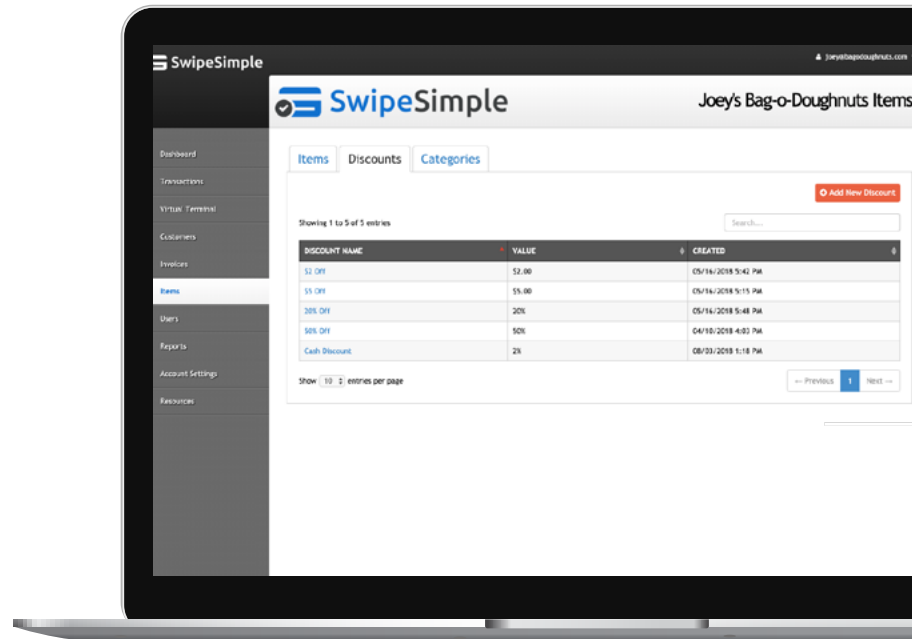 SwipeSimple
SwipeSimple
Joey's Bag-o-Doughnuts Items
Dashboard
Transactions
Virtual Terminal
Customers
Invoices
Items
Users
Reports
Account Settings
Resources
Items Discounts Categories
Add New Discount
Showing 1 to 5 of 5 entries
Search...
DISCOUNT NAME VALUE CREATED
$2 Off $2.00 05/16/2018 5:42 PM
$5 Off $5.00 05/16/2018 5:15 PM
20% Off 20% 05/16/2018 5:48 PM
50% Off 50% 04/10/2018 4:03 PM
Cash Discount 2% 08/03/2018 1:18 PM
Show 10 entries per page
← Previous 1 Next →